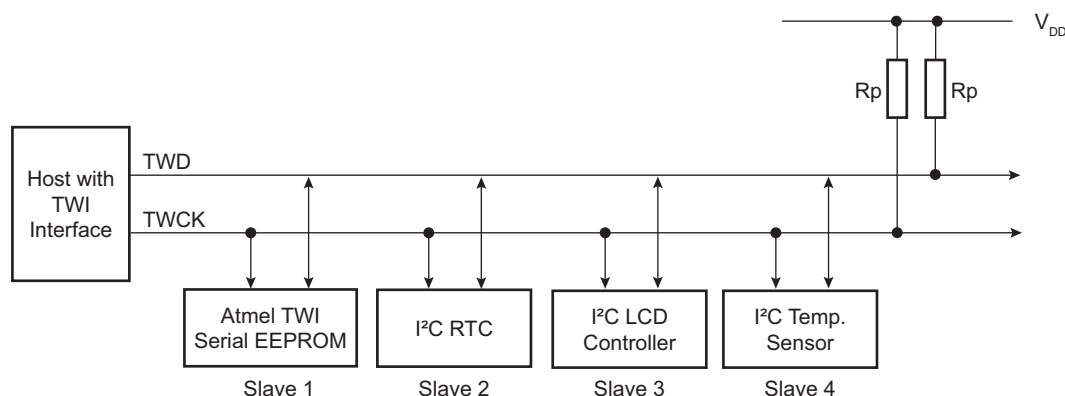 V_DD
Rp Rp
Host with
TWI
Interface
TWD
TWCK
Atmel TWI
Serial EEPROM
I²C RTC
I²C LCD
Controller
I²C Temp.
Sensor
Slave 1
Slave 2
Slave 3
Slave 4